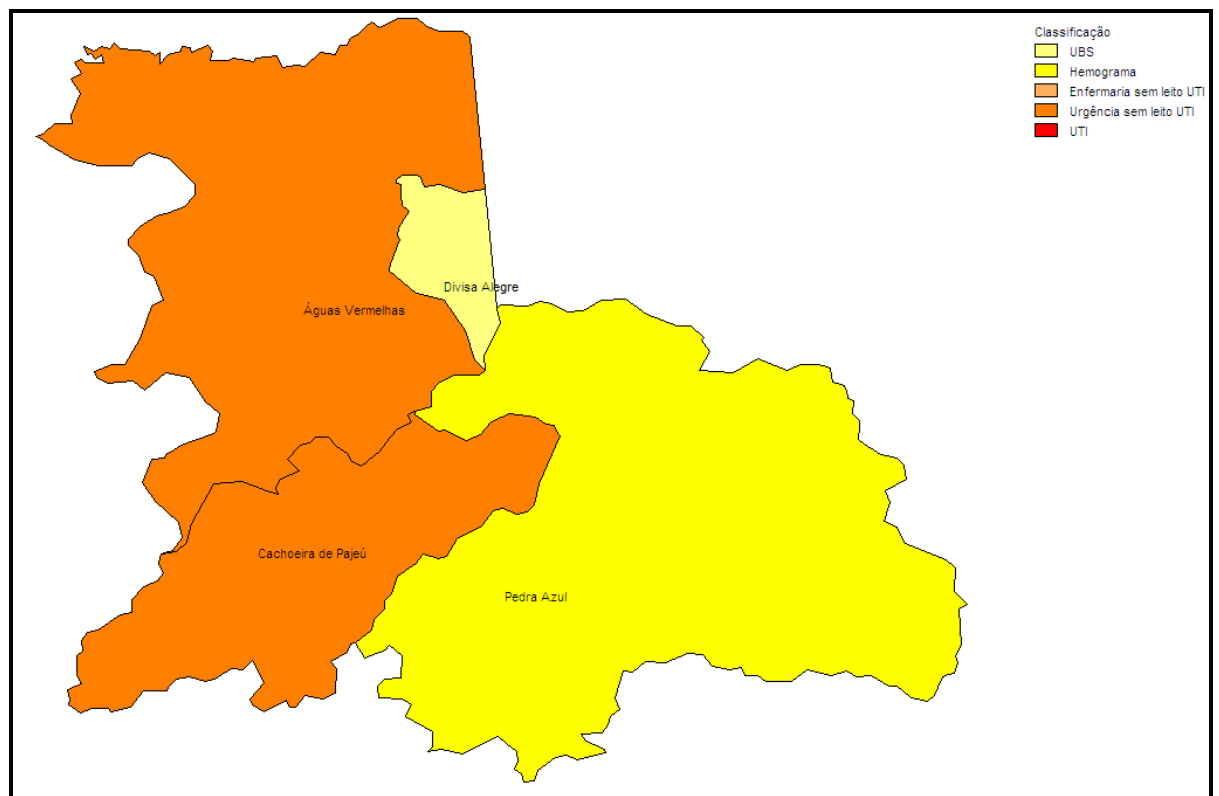 Classificação
UBS
Hemograma
Enfermaria sem leito UTI
Urgência sem leito UTI
UTI
Divisa Alegre
Águas Vermelhas
Cachoeira de Pajeú
Pedra Azul